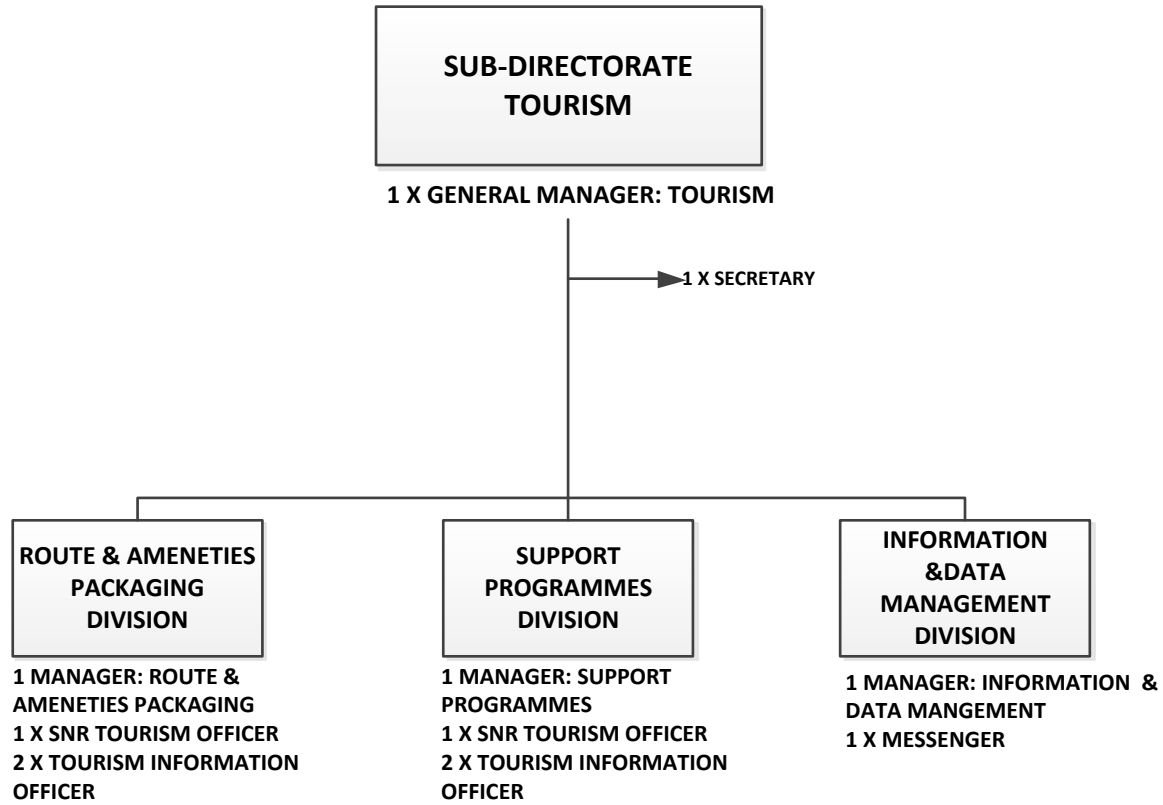 SUB-DIRECTORATE
TOURISM
1 X GENERAL MANAGER: TOURISM
1 X SECRETARY
ROUTE & AMENETIES
PACKAGING
DIVISION
1 MANAGER: ROUTE &
AMENETIES PACKAGING
1 X SNR TOURISM OFFICER
2 X TOURISM INFORMATION
OFFICER
SUPPORT
PROGRAMMES
DIVISION
1 MANAGER: SUPPORT
PROGRAMMES
1 X SNR TOURISM OFFICER
2 X TOURISM INFORMATION
OFFICER
INFORMATION
&DATA
MANAGEMENT
DIVISION
1 MANAGER: INFORMATION &
DATA MANGEMENT
1 X MESSENGER